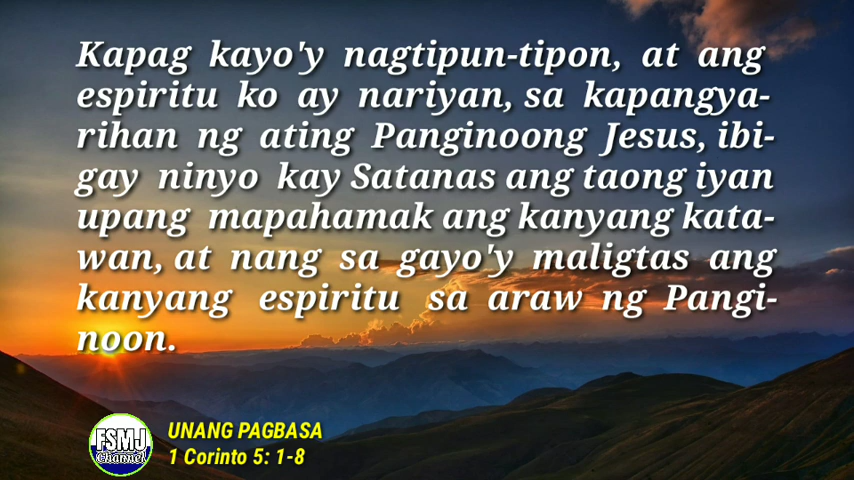 Kapag kayo'y nagtipun-tipon, at ang
espiritu ko ay nariyan, sa kapangya-
rihan ng ating Panginoong Jesus, ibi-
gay ninyo kay Satanas ang taong iyan
upang mapahamak ang kanyang kata-
wan, at nang sa gayo'y maligtas ang
kanyang espiritu sa araw ng Pangi-
noon.
FSMJ
Channel
UNANG PAGBASA
1 Corinto 5: 1-8